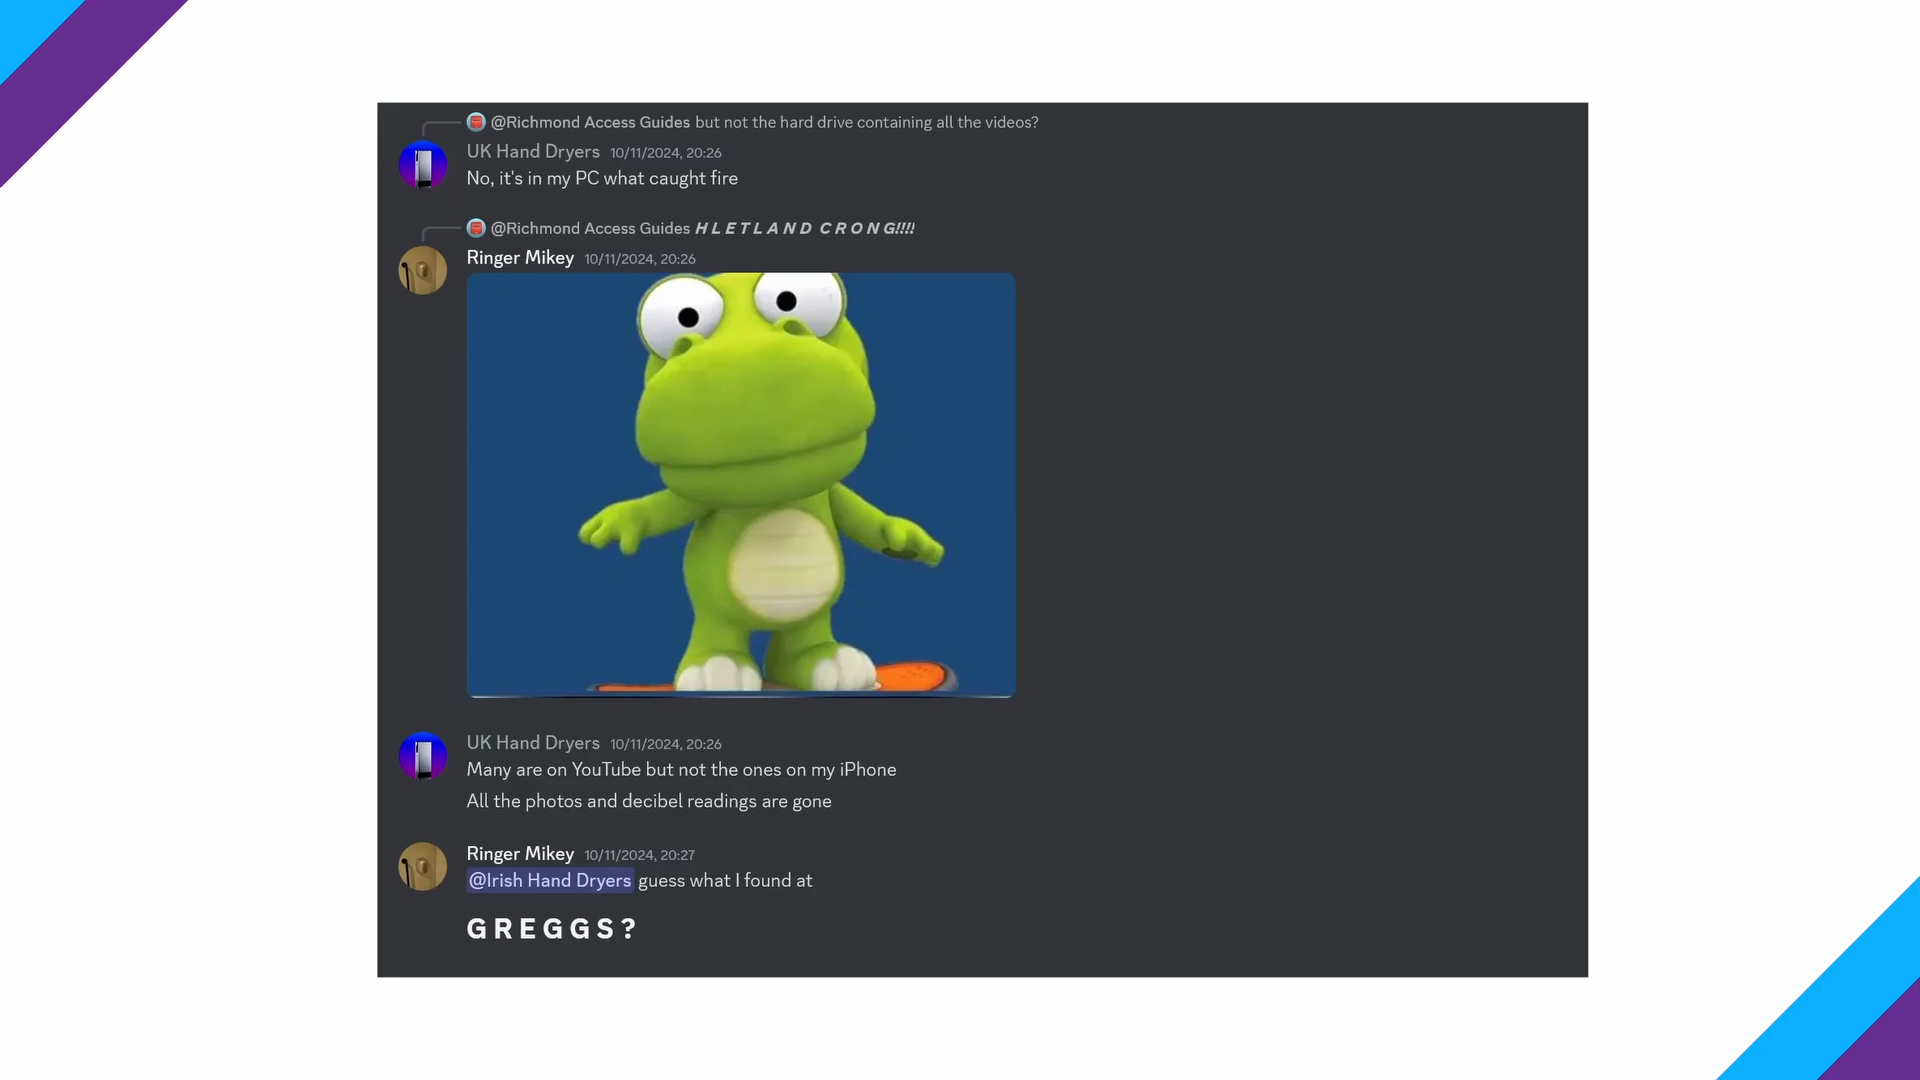 @Richmond Access Guides but not the hard drive containing all the videos?
UK Hand Dryers 10/11/2024, 20:26
No, it's in my PC what caught fire
@Richmond Access Guides H L E T L A N D C R O N G!!!!
Ringer Mikey 10/11/2024, 20:26
UK Hand Dryers 10/11/2024, 20:26
Many are on YouTube but not the ones on my iPhone
All the photos and decibel readings are gone
Ringer Mikey 10/11/2024, 20:27
@Irish Hand Dryers guess what I found at
G R E G G S ?